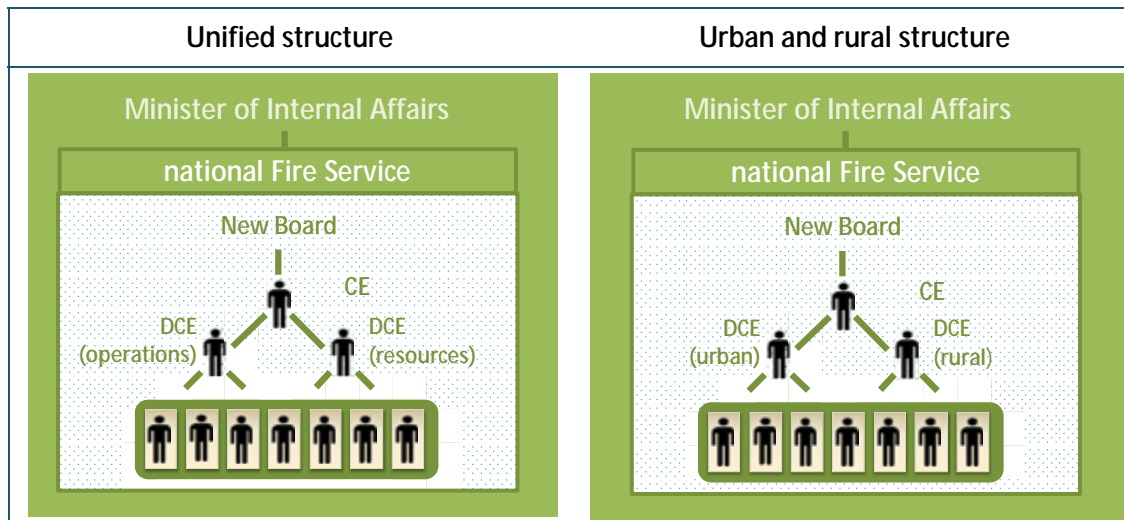 Unified structure
Urban and rural structure
Minister of Internal Affairs
national Fire Service
New Board
CE
DCE
(operations)
DCE
(resources)
Minister of Internal Affairs
national Fire Service
New Board
CE
DCE
(urban)
DCE
(rural)